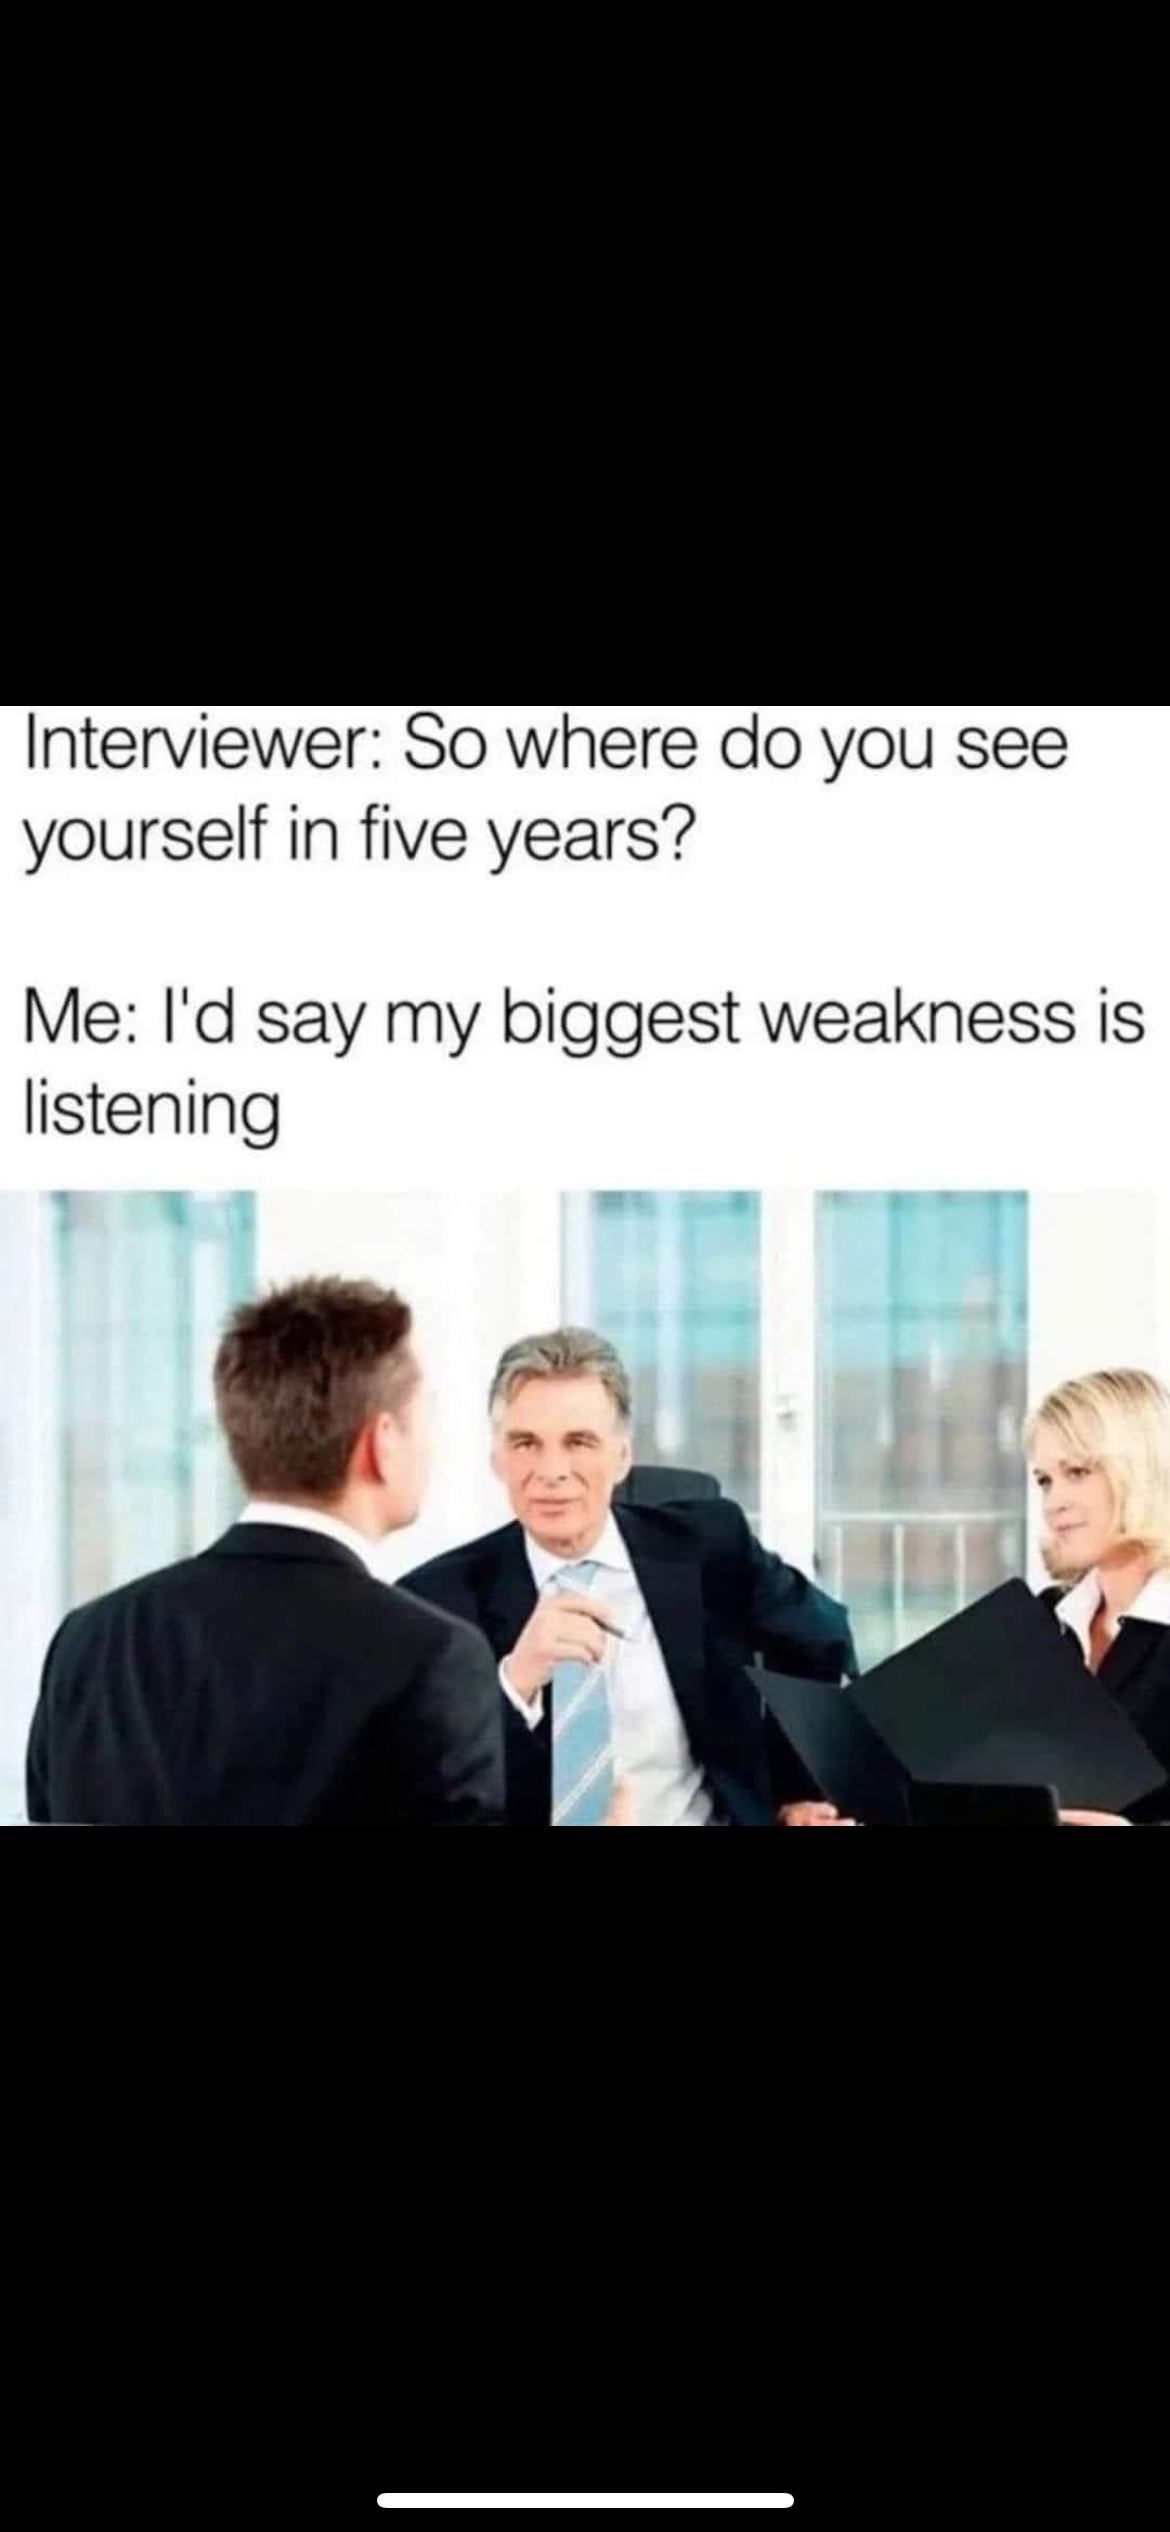 Interviewer: So where do you see
yourself in five years?
Me: I'd say my biggest weakness is
listening